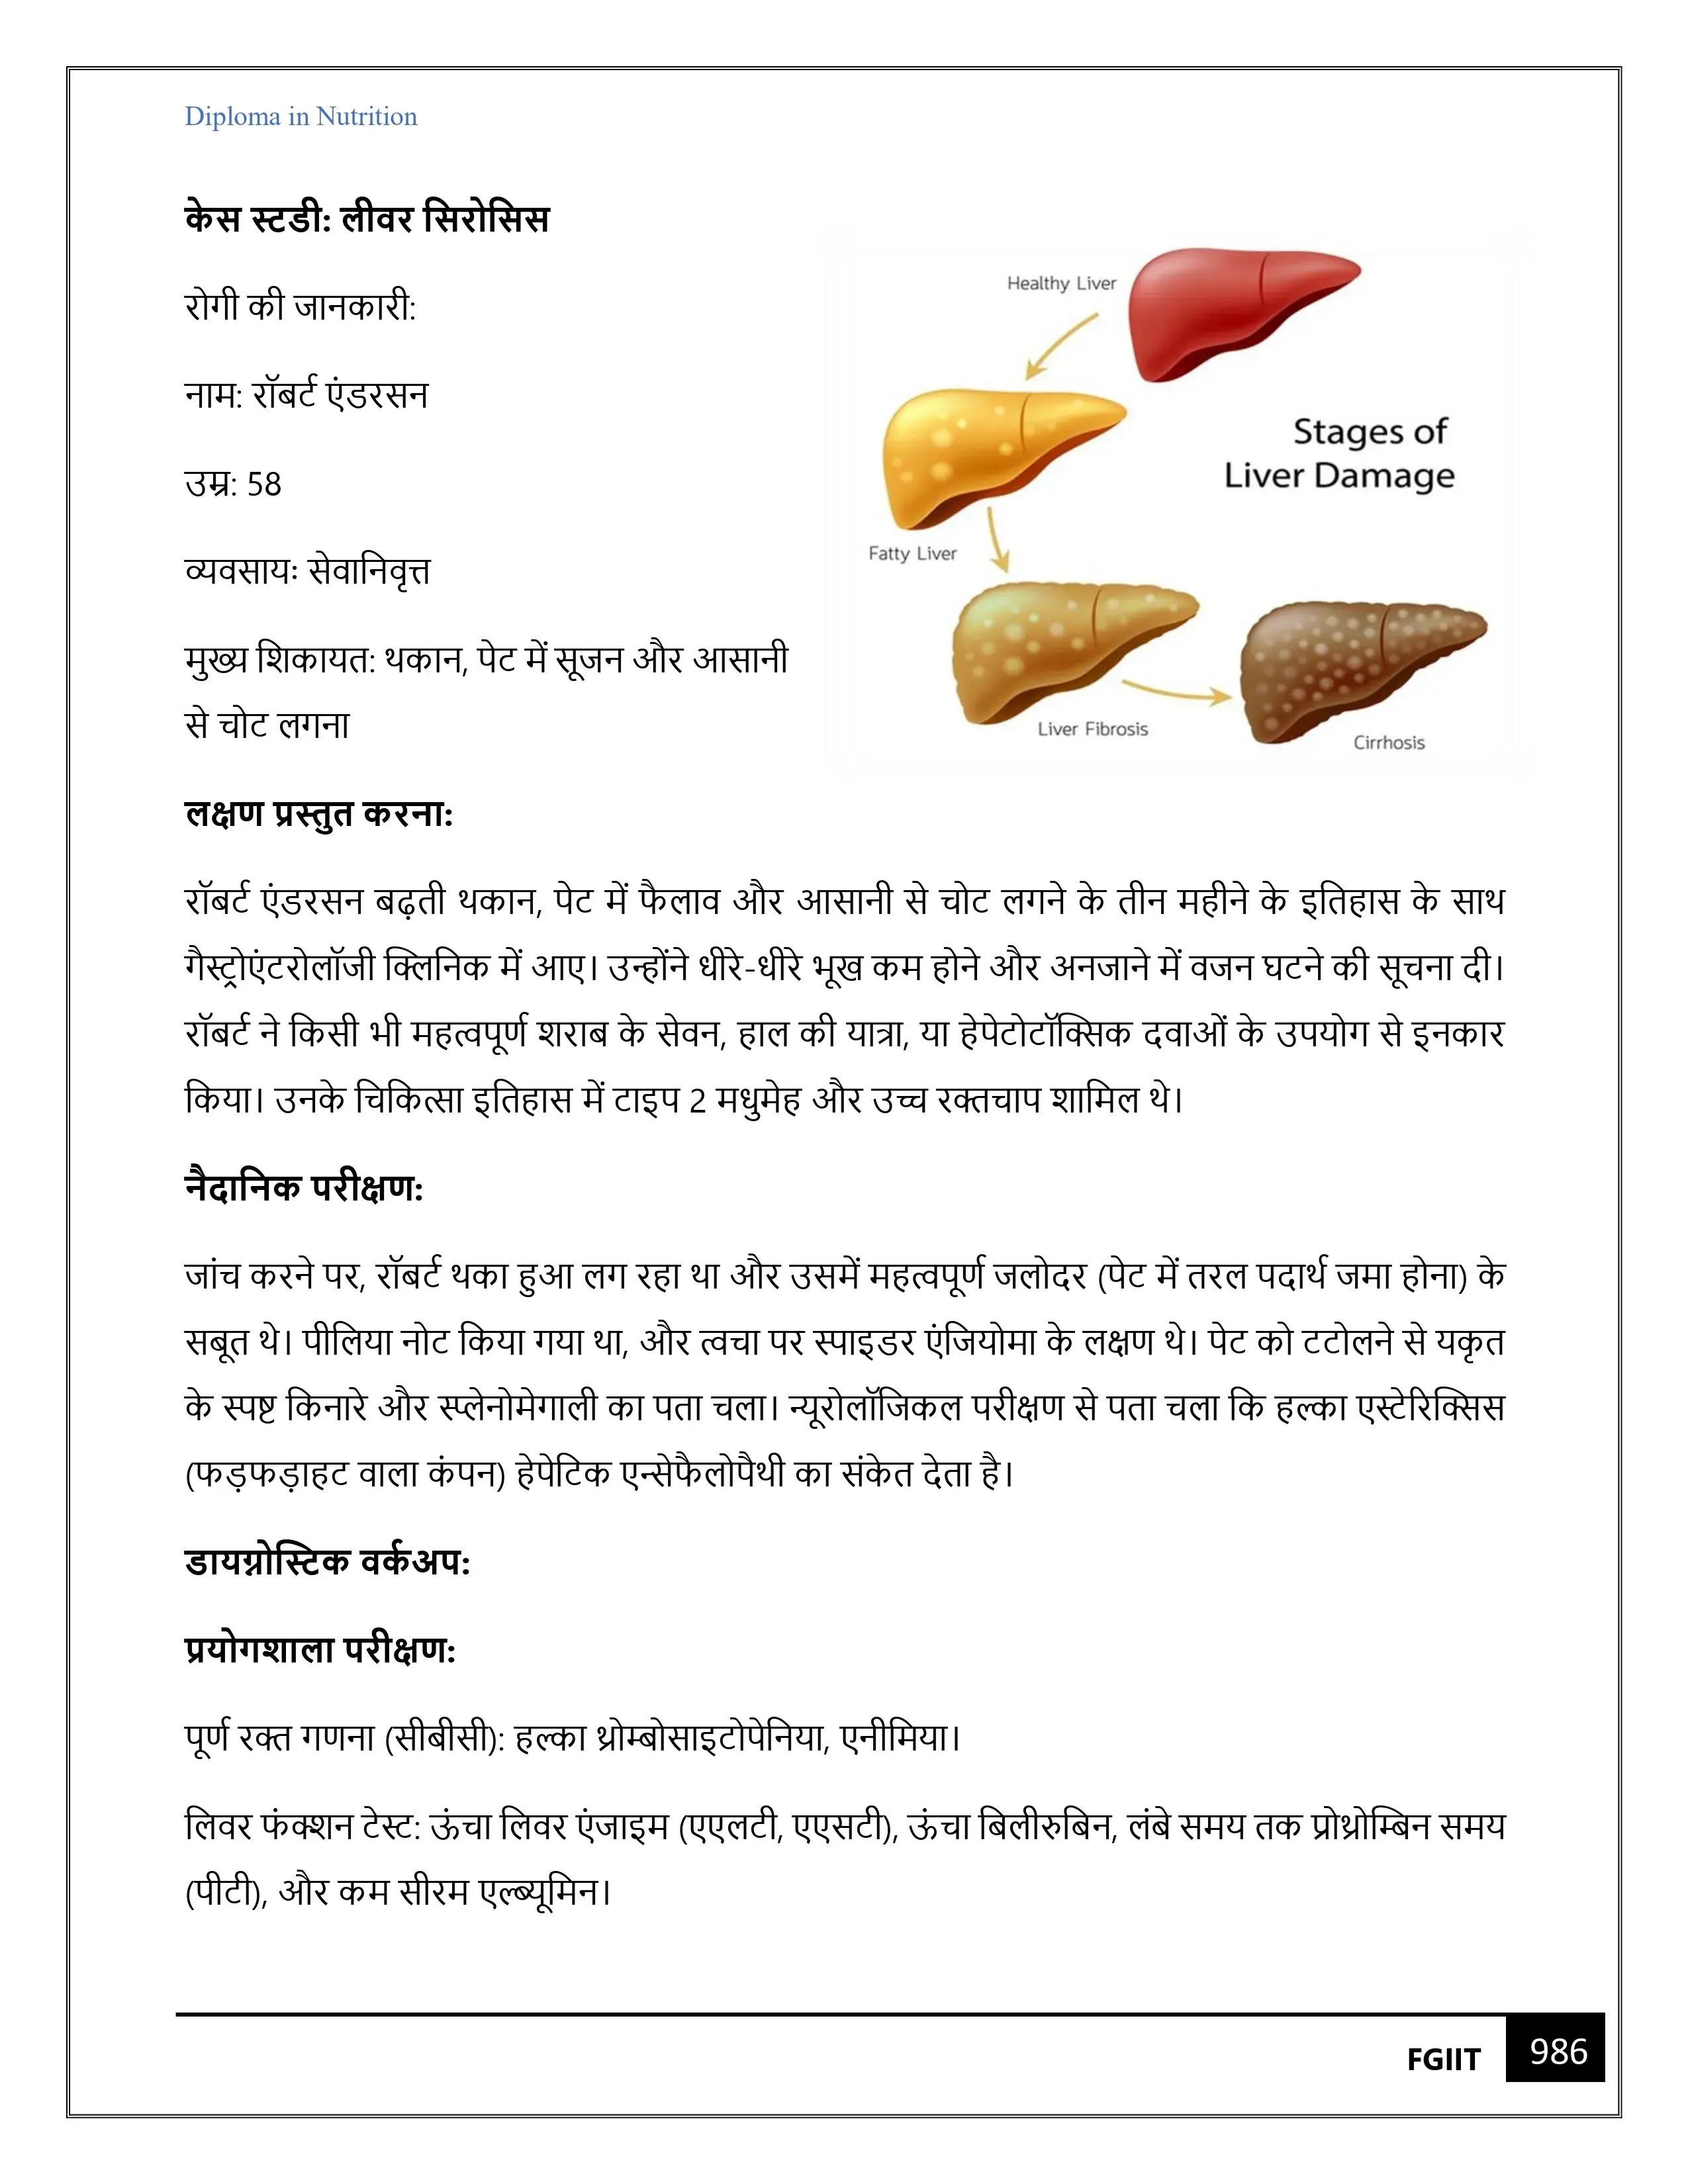 Diploma in Nutrition
केस स्टडी: लीवर सिरोसिस
रोगी की जानकारी:
नाम: रॉबर्ट एंडरसन
उम्र: 58
व्यवसायः सेवानिवृत्त
मुख्य शिकायत: थकान, पेट में सूजन और आसानी
से चोट लगना
Healthy Liver
Stages of
Liver Damage
Fatty Liver
Liver Fibrosis
Cirrhosis
लक्षण प्रस्तुत करना:
रॉबर्ट एंडरसन बढ़ती थकान, पेट में फैलाव और आसानी से चोट लगने के तीन महीने के इतिहास के साथ
गैस्ट्रोएंटरोलॉजी क्लिनिक में आए। उन्होंने धीरे-धीरे भूख कम होने और अनजाने में वजन घटने की सूचना दी।
रॉबर्ट ने किसी भी महत्वपूर्ण शराब के सेवन, हाल की यात्रा, या हेपेटोटॉक्सिक दवाओं के उपयोग से इनकार
किया। उनके चिकित्सा इतिहास में टाइप 2 मधुमेह और उच्च रक्तचाप शामिल थे।
नैदानिक परीक्षण:
जांच करने पर, रॉबर्ट थका हुआ लग रहा था और उसमें महत्वपूर्ण जलोदर (पेट में तरल पदार्थ जमा होना) के
सबूत थे। पीलिया नोट किया गया था, और त्वचा पर स्पाइडर एंजियोमा के लक्षण थे। पेट को टटोलने से यकृत
के स्पष्ट किनारे और स्प्लेनोमेगाली का पता चला। न्यूरोलॉजिकल परीक्षण से पता चला कि हल्का एस्टेरिक्सिस
(फड़फड़ाहट वाला कंपन) हेपेटिक एन्सेफैलोपैथी का संकेत देता है।
डायग्नोस्टिक वर्कअप:
प्रयोगशाला परीक्षण:
पूर्ण रक्त गणना (सीबीसी): हल्का थ्रोम्बोसाइटोपेनिया, एनीमिया।
लिवर फंक्शन टेस्ट: ऊंचा लिवर एंजाइम (एएलटी, एएसटी), ऊंचा बिलीरुबिन, लंबे समय तक प्रोथ्रोम्बिन समय
(पीटी), और कम सीरम एल्ब्यूमिन।
FGIIT 986